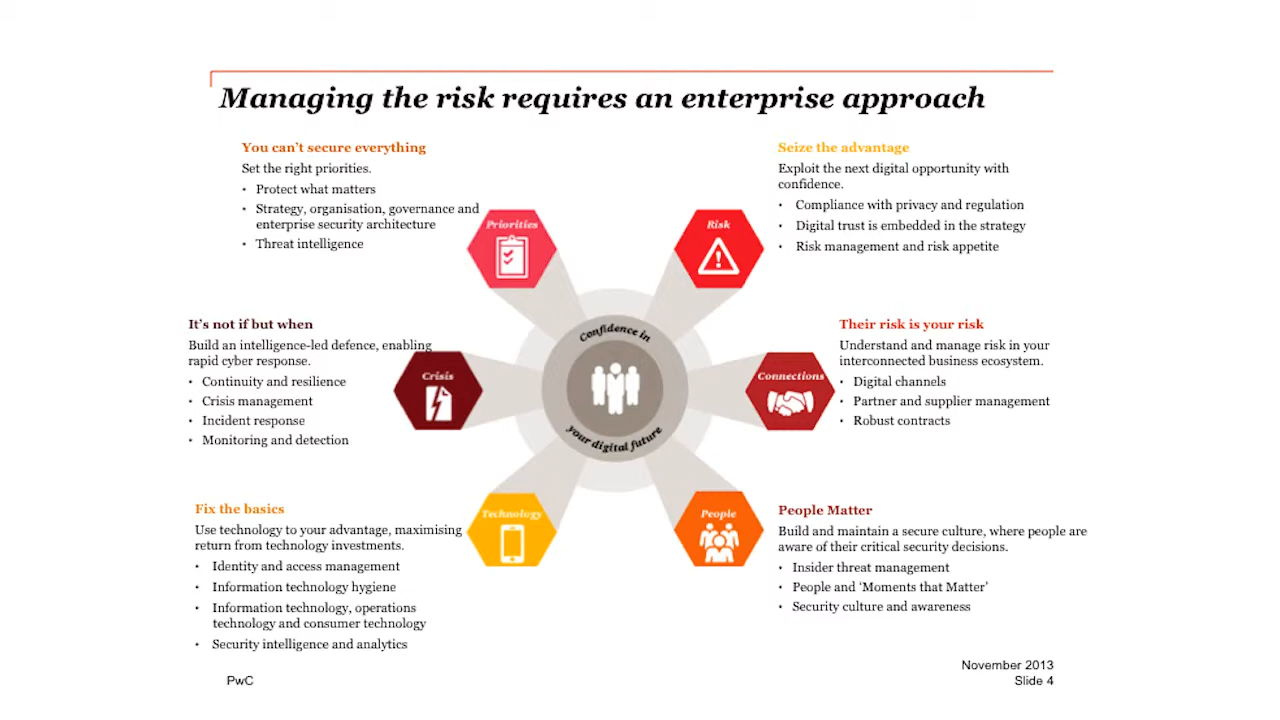 Managing the risk requires an enterprise approach
You can't secure everything
Set the right priorities.
• Protect what matters
• Strategy, organisation, governance and
enterprise security architecture
• Threat intelligence
Seize the advantage
Exploit the next digital opportunity with
confidence.
• Compliance with privacy and regulation
• Digital trust is embedded in the strategy
• Risk management and risk appetite
Priorities
Risk
It's not if but when
Build an intelligence-led defence, enabling
rapid cyber response.
• Continuity and resilience
• Crisis management
• Incident response
• Monitoring and detection
Crisis
Confidence in
your digital future
Connections
Their risk is your risk
Understand and manage risk in your
interconnected business ecosystem.
• Digital channels
• Partner and supplier management
• Robust contracts
Fix the basics
Use technology to your advantage, maximising
return from technology investments.
• Identity and access management
• Information technology hygiene
• Information technology, operations
technology and consumer technology
• Security intelligence and analytics
Technology
People
People Matter
Build and maintain a secure culture, where people are
aware of their critical security decisions.
• Insider threat management
• People and ‘Moments that Matter’
• Security culture and awareness
PwC
November 2013
Slide 4